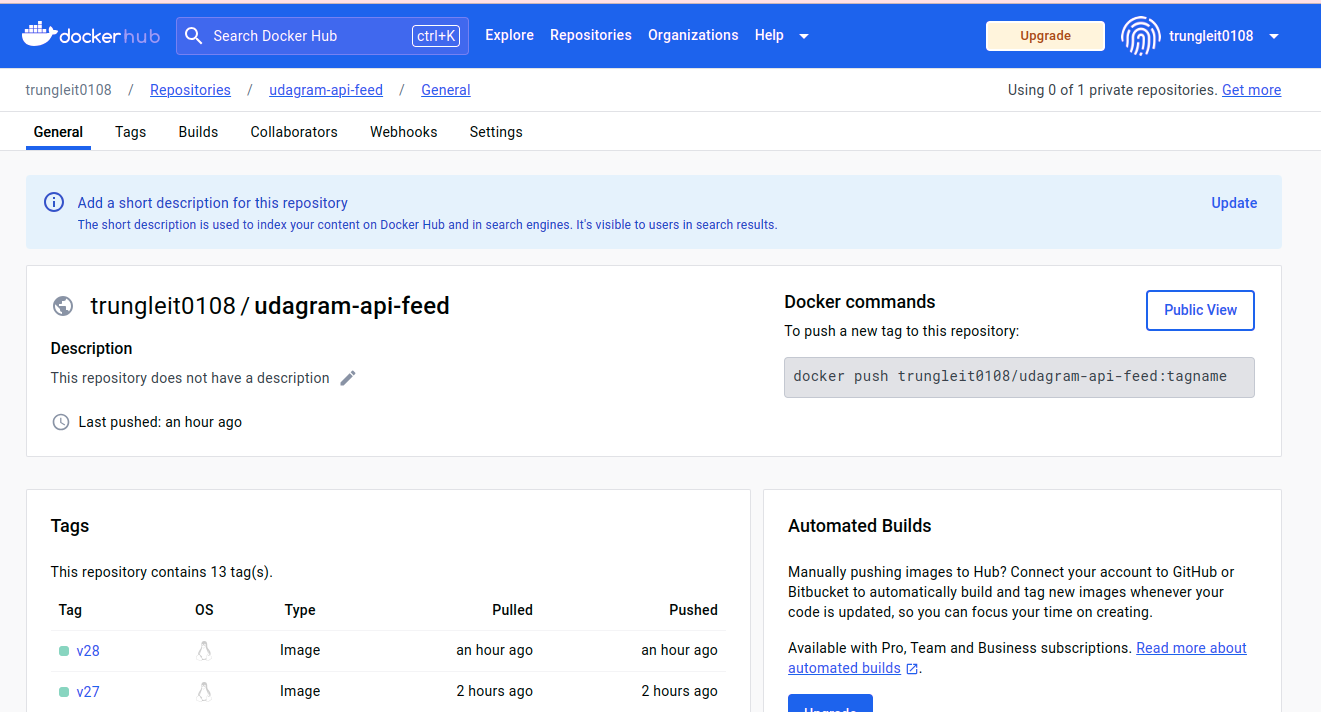 dockerhub
Search Docker Hub
ctrl+K
Explore
Repositories
Organizations
Help
Upgrade
trungleit0108
trungleit0108 / Repositories / udagram-api-feed / General
Using 0 of 1 private repositories. Get more
General
Tags
Builds
Collaborators
Webhooks
Settings
Add a short description for this repository
The short description is used to index your content on Docker Hub and in search engines. It's visible to users in search results.
Update
trungleit0108 / udagram-api-feed
Description
This repository does not have a description
Last pushed: an hour ago
Docker commands
To push a new tag to this repository:
Public View
docker push trungleit0108/udagram-api-feed:tagname
Tags
This repository contains 13 tag(s).
Tag OS Type Pulled Pushed
v28 Image an hour ago an hour ago
v27 Image 2 hours ago 2 hours ago
Automated Builds
Manually pushing images to Hub? Connect your account to GitHub or
Bitbucket to automatically build and tag new images whenever your
code is updated, so you can focus your time on creating.
Available with Pro, Team and Business subscriptions. Read more about
automated builds.
Upgrade